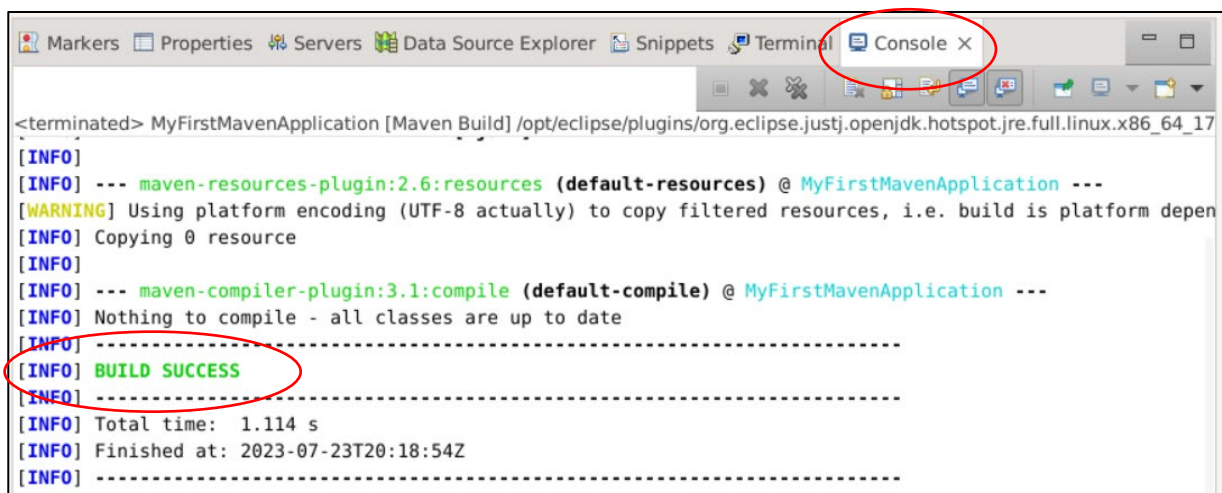 Markers Properties Servers Data Source Explorer Snippets Terminal Console
<terminated> MyFirstMavenApplication [Maven Build] /opt/eclipse/plugins/org.eclipse.justj.openjdk.hotspot.jre.full.linux.x86_64_17
[INFO]
[INFO] --- maven-resources-plugin:2.6:resources (default-resources) @ MyFirstMavenApplication ---
[WARNING] Using platform encoding (UTF-8 actually) to copy filtered resources, i.e. build is platform depen
[INFO] Copying 0 resource
[INFO]
[INFO] --- maven-compiler-plugin:3.1:compile (default-compile) @ MyFirstMavenApplication ---
[INFO] Nothing to compile - all classes are up to date
[INFO] ------------------------------------------------------------------------
[INFO] BUILD SUCCESS
[INFO] ------------------------------------------------------------------------
[INFO] Total time: 1.114 s
[INFO] Finished at: 2023-07-23T20:18:54Z
[INFO] ------------------------------------------------------------------------